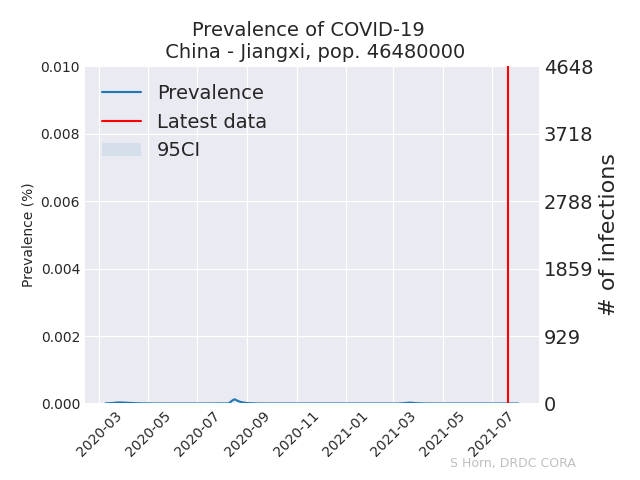 Prevalence of COVID-19
China - Jiangxi, pop. 46480000
Prevalence
Latest data
95CI
Prevalence (%)
0.010
0.008
0.006
0.004
0.002
0.000
4648
3718
2788
1859
929
0
# of infections
2020-03
2020-05
2020-07
2020-09
2020-11
2021-01
2021-03
2021-05
2021-07
S Horn, DRDC CORA